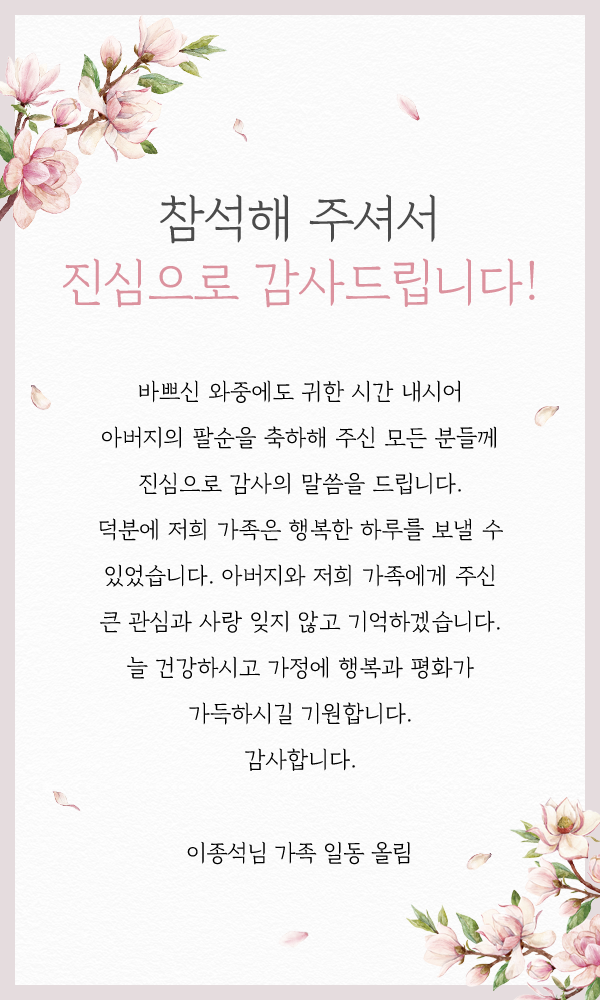 참석해 주셔서
진심으로 감사드립니다!
바쁘신 와중에도 귀한 시간 내시어
아버지의 팔순을 축하해 주신 모든 분들께
진심으로 감사의 말씀을 드립니다.
덕분에 저희 가족은 행복한 하루를 보낼 수
있었습니다. 아버지와 저희 가족에게 주신
큰 관심과 사랑 잊지 않고 기억하겠습니다.
늘 건강하시고 가정에 행복과 평화가
가득하시길 기원합니다.
감사합니다.
이종석님 가족 일동 올림